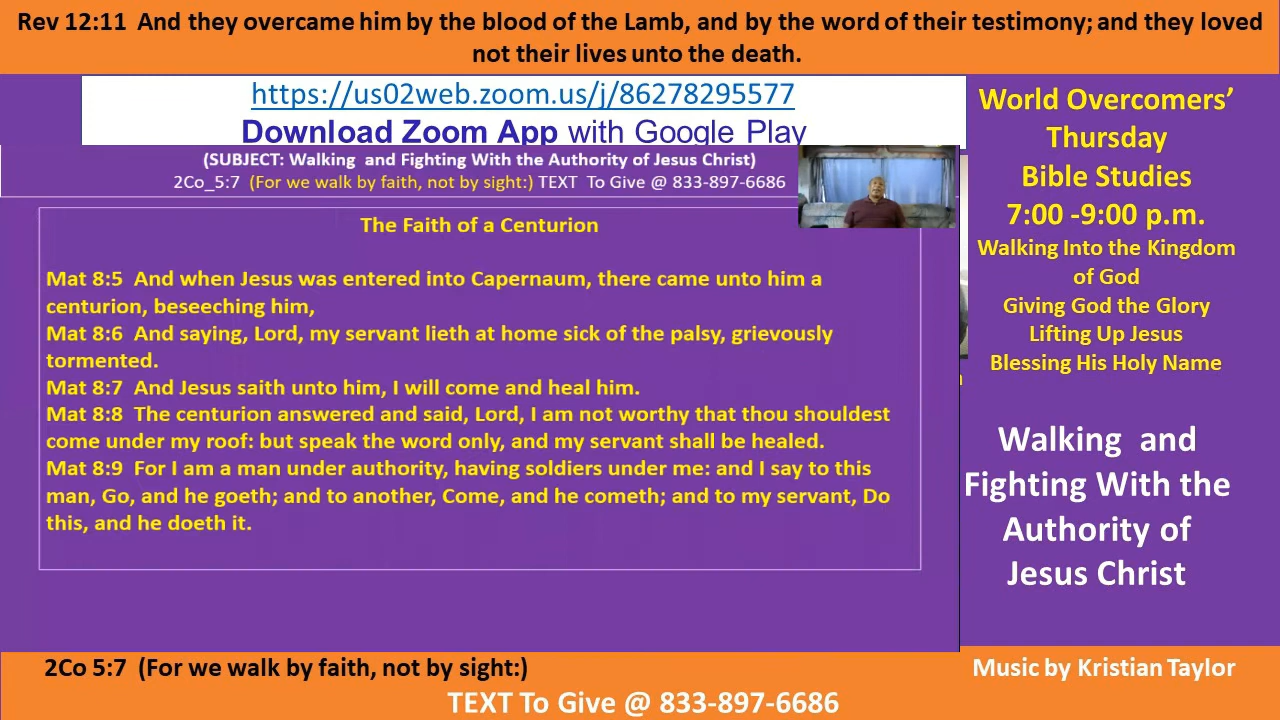 Rev 12:11  And they overcame him by the blood of the Lamb, and by the word of their testimony; and they loved
not their lives unto the death.
https://us02web.zoom.us/j/86278295577
Download Zoom App with Google Play
(SUBJECT: Walking  and Fighting With the Authority of Jesus Christ)
2Co_5:7  (For we walk by faith, not by sight:) TEXT  To Give @ 833-897-6686
The Faith of a Centurion
Mat 8:5  And when Jesus was entered into Capernaum, there came unto him a
centurion, beseeching him,
Mat 8:6  And saying, Lord, my servant lieth at home sick of the palsy, grievously
tormented.
Mat 8:7  And Jesus saith unto him, I will come and heal him.
Mat 8:8  The centurion answered and said, Lord, I am not worthy that thou shouldest
come under my roof: but speak the word only, and my servant shall be healed.
Mat 8:9  For I am a man under authority, having soldiers under me: and I say to this
man, Go, and he goeth; and to another, Come, and he cometh; and to my servant, Do
this, and he doeth it.
World Overcomers’
Thursday
Bible Studies
7:00 -9:00 p.m.
Walking Into the Kingdom
of God
Giving God the Glory
Lifting Up Jesus
Blessing His Holy Name
Walking  and
Fighting With the
Authority of
Jesus Christ
2Co 5:7  (For we walk by faith, not by sight:)
Music by Kristian Taylor
TEXT To Give @ 833-897-6686